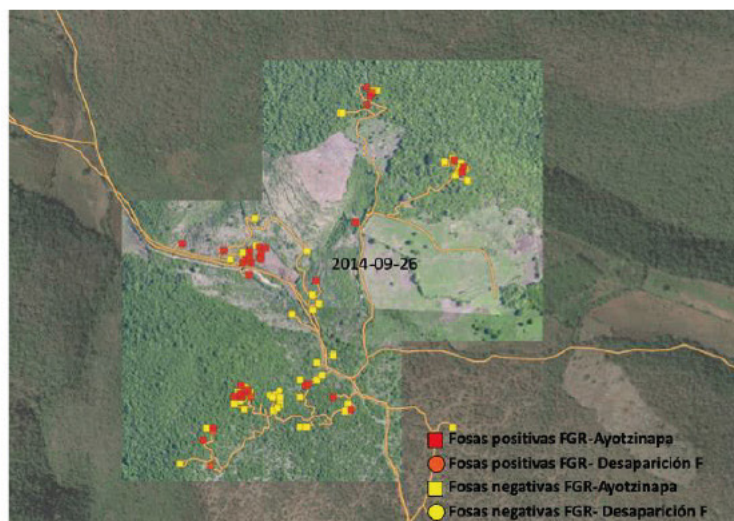 2014-09-26
Fosas positivas FGR-Ayotzinapa
Fosas positivas FGR- Desaparición F
Fosas negativas FGR-Ayotzinapa
Fosas negativas FGR- Desaparición F